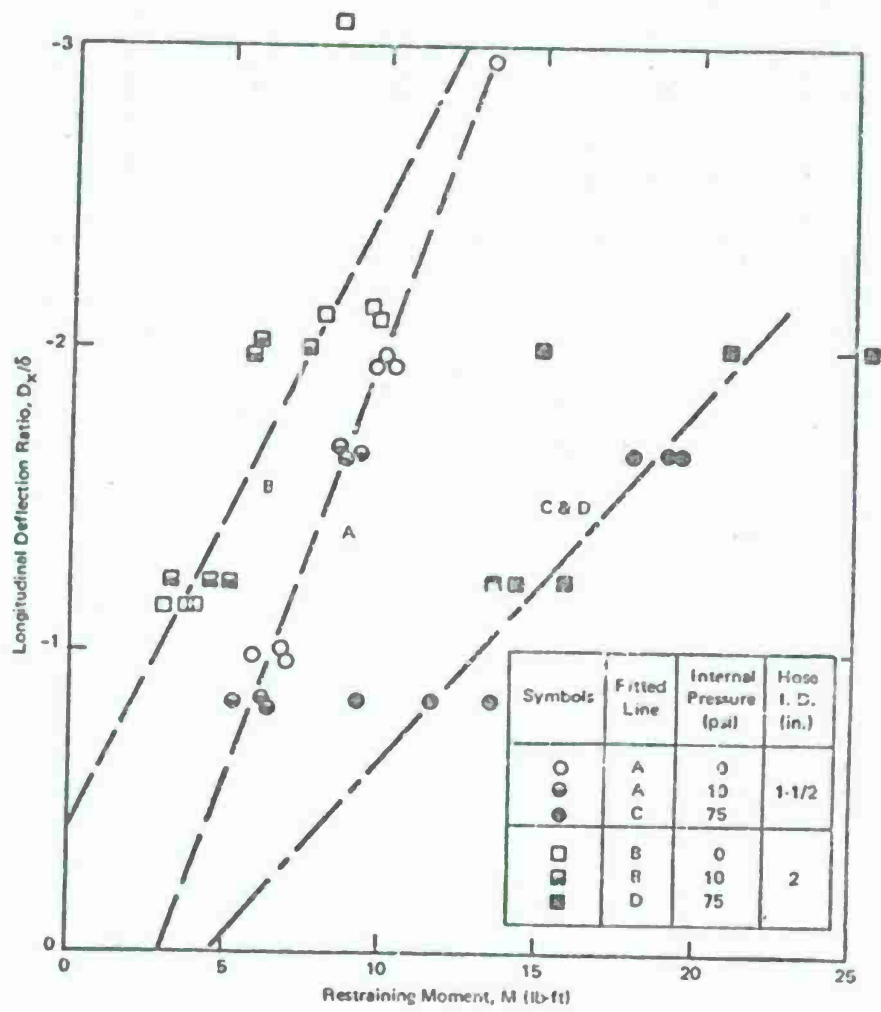 -3
-2
-1
0
Longitudinal Deflection Ratio, Dx/δ
B
A
C & D
Symbols
Fitted Line
Internal Pressure (psi)
Hose I. D. (in.)
A 0
A 10 1-1/2
C 75
B 0
B 10 2
D 75
0 5 10 15 20 25
Restraining Moment, M (lb-ft)